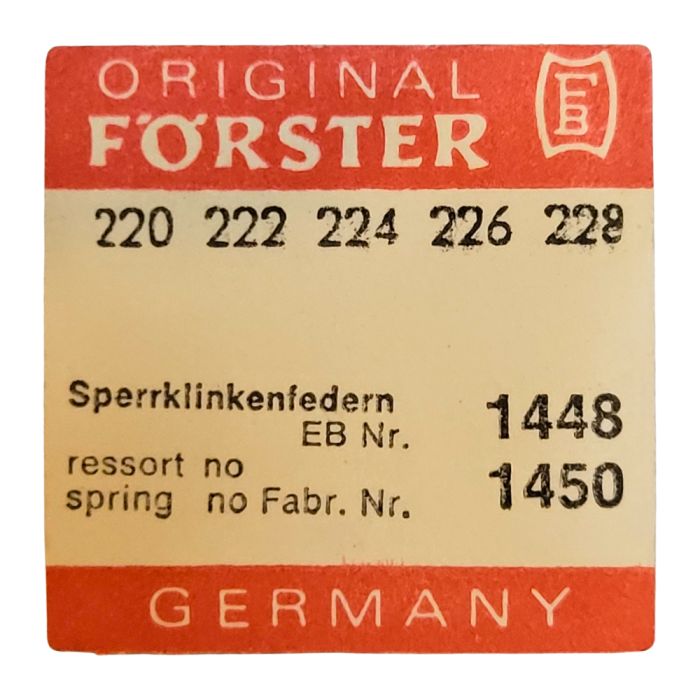 ORIGINAL
FÖRSTER
EB
220 222 224 226 228
Sperrklinkenfedern
EB Nr. 1448
ressort no
spring no Fabr. Nr. 1450
GERMANY